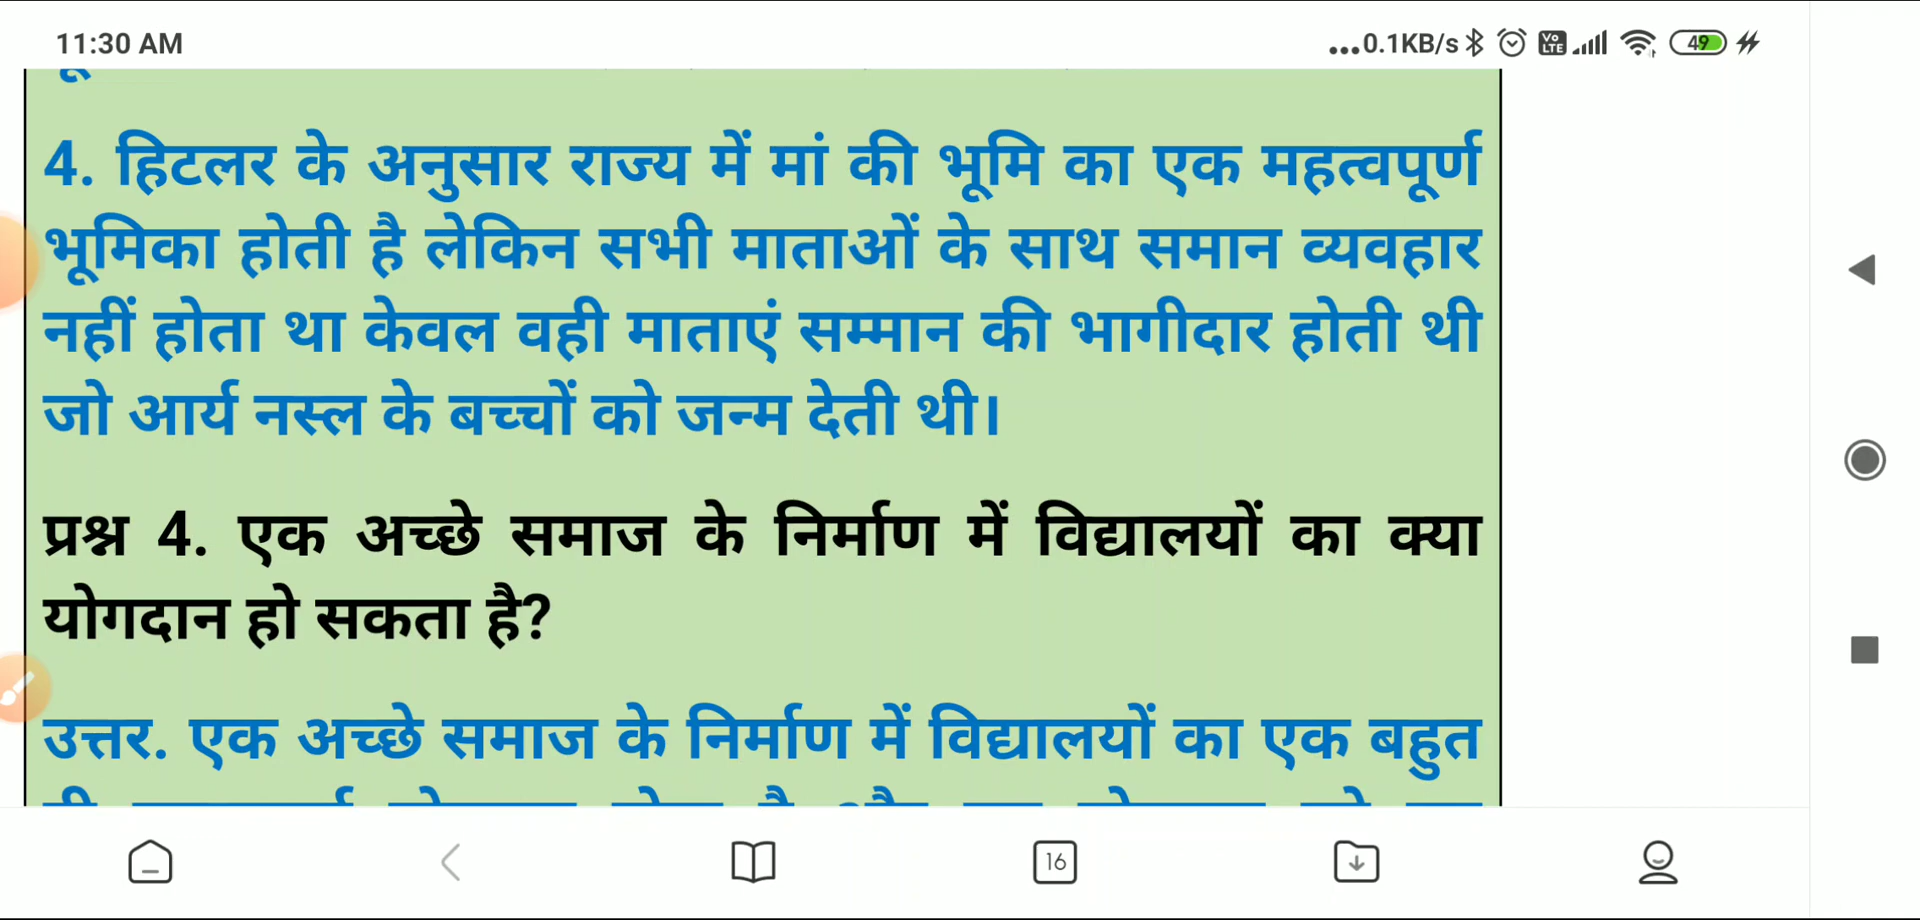 11:30 AM
...0.1KB/s VoLTE 49
4. हिटलर के अनुसार राज्य में मां की भूमि का एक महत्वपूर्ण
भूमिका होती है लेकिन सभी माताओं के साथ समान व्यवहार
नहीं होता था केवल वही माताएं सम्मान की भागीदार होती थी
जो आर्य नस्ल के बच्चों को जन्म देती थी।
प्रश्न 4. एक अच्छे समाज के निर्माण में विद्यालयों का क्या
योगदान हो सकता है?
उत्तर. एक अच्छे समाज के निर्माण में विद्यालयों का एक बहुत
16